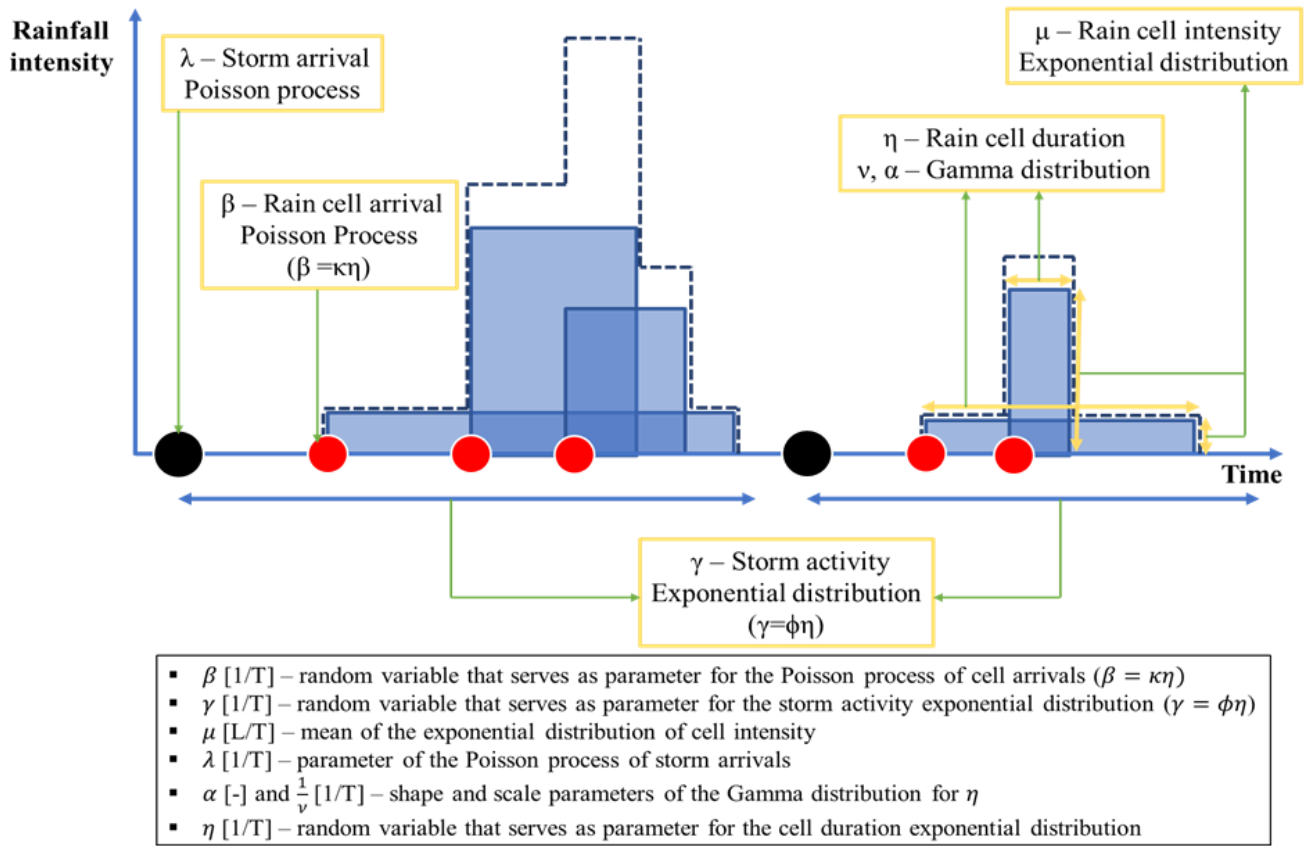 Rainfall
intensity
λ – Storm arrival
Poisson process
β – Rain cell arrival
Poisson Process
(β =κη)
μ – Rain cell intensity
Exponential distribution
η – Rain cell duration
ν, α – Gamma distribution
Time
γ – Storm activity
Exponential distribution
(γ=ϕη)
▪ β [1/T] – random variable that serves as parameter for the Poisson process of cell arrivals (β = κη)
▪ γ [1/T] – random variable that serves as parameter for the storm activity exponential distribution (γ = ϕη)
▪ μ [L/T] – mean of the exponential distribution of cell intensity
▪ λ [1/T] – parameter of the Poisson process of storm arrivals
▪ α [-] and 1/ν [1/T] – shape and scale parameters of the Gamma distribution for η
▪ η [1/T] – random variable that serves as parameter for the cell duration exponential distribution